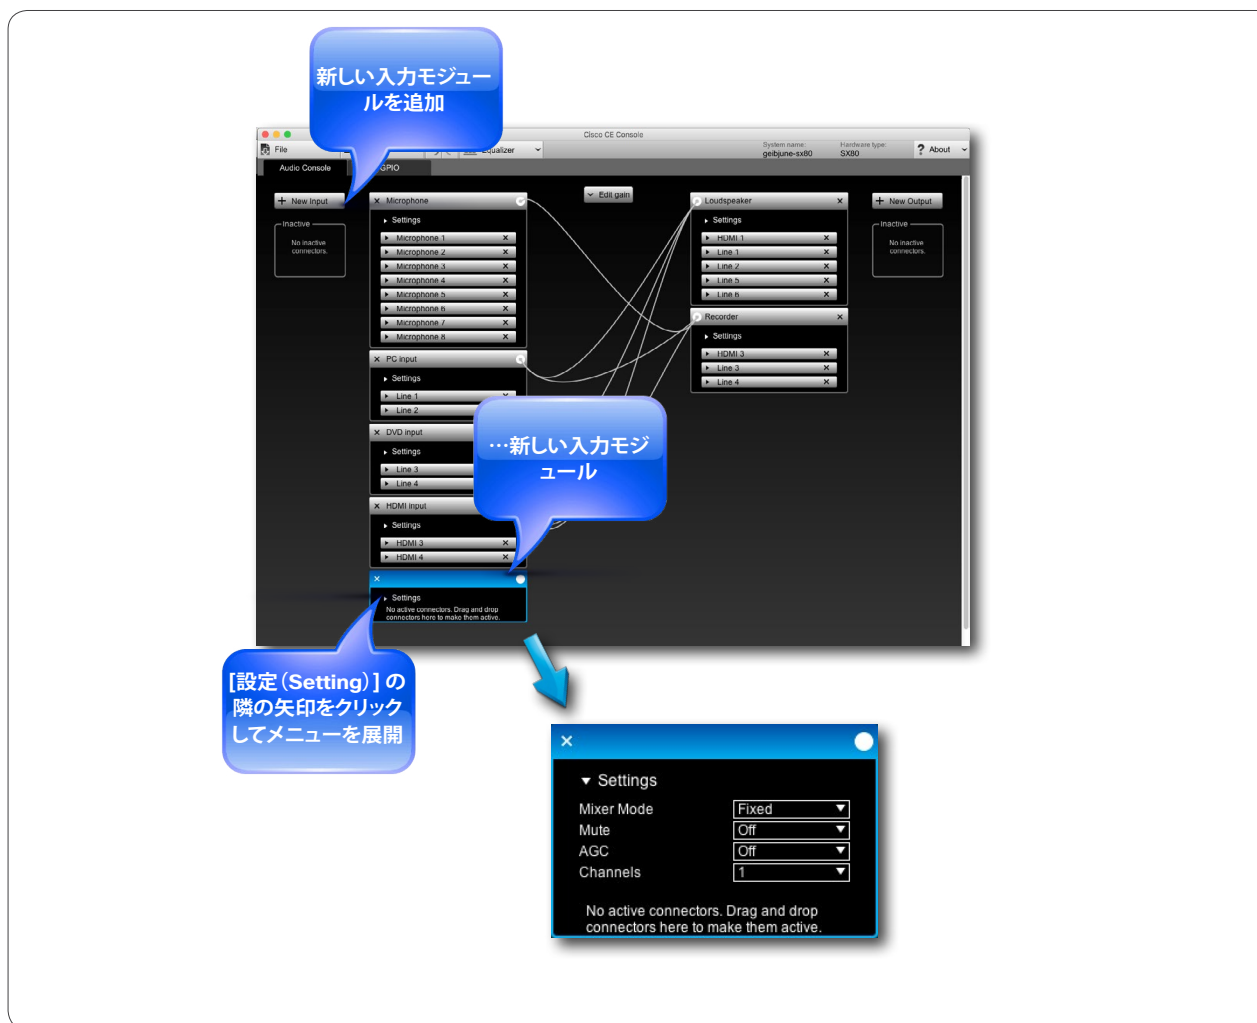 新しい入力モジュー
ルを追加
Cisco CE Console
File
Equalizer
System name:
geibjune-sx80
Hardware type:
SX80
? About
Audio Console
GPIO
+ New Input
Inactive
No inactive
connectors.
× Microphone
Settings
Microphone 1 ×
Microphone 2 ×
Microphone 3 ×
Microphone 4 ×
Microphone 5 ×
Microphone 6 ×
Microphone 7 ×
Microphone 8 ×
× PC input
Settings
Line 1 ×
Line 2
× DVD input
Settings
Line 3
Line 4
× HDMI input
Settings
HDMI 3 ×
HDMI 4 ×
×
Settings
No active connectors. Drag and drop
connectors here to make them active.
Edit gain
Loudspeaker ×
Settings
HDMI 1 ×
Line 1 ×
Line 2 ×
Line 5 ×
Line 6 ×
Recorder ×
Settings
HDMI 3 ×
Line 3 ×
Line 4 ×
+ New Output
Inactive
No inactive
connectors.
…新しい入力モジ
ュール
[設定(Setting)] の
隣の矢印をクリック
してメニューを展開
×
Settings
Mixer Mode Fixed
Mute Off
AGC Off
Channels 1
No active connectors. Drag and drop
connectors here to make them active.